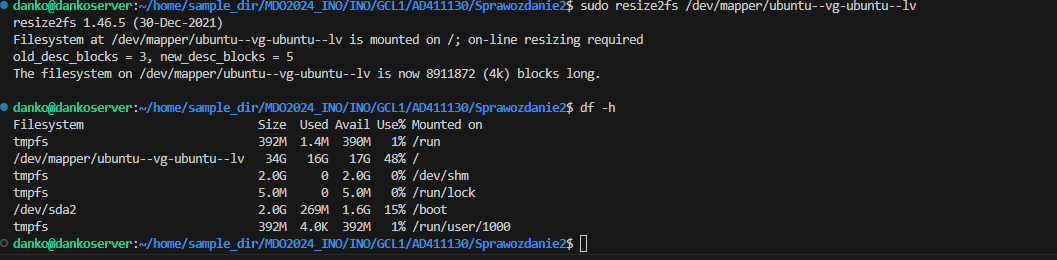 danko@dankoserver:~/home/sample_dir/MDO2024_INO/INO/GCL1/AD411130/Sprawozdanie2$ sudo resize2fs /dev/mapper/ubuntu--vg-ubuntu--lv
resize2fs 1.46.5 (30-Dec-2021)
Filesystem at /dev/mapper/ubuntu--vg-ubuntu--lv is mounted on /; on-line resizing required
old_desc_blocks = 3, new_desc_blocks = 5
The filesystem on /dev/mapper/ubuntu--vg-ubuntu--lv is now 8911872 (4k) blocks long.
danko@dankoserver:~/home/sample_dir/MDO2024_INO/INO/GCL1/AD411130/Sprawozdanie2$ df -h
Filesystem                         Size  Used Avail Use% Mounted on
tmpfs                              392M  1.4M  390M   1% /run
/dev/mapper/ubuntu--vg-ubuntu--lv   34G   16G   17G  48% /
tmpfs                              2.0G     0  2.0G   0% /dev/shm
tmpfs                              5.0M     0  5.0M   0% /run/lock
/dev/sda2                          2.0G  269M  1.6G  15% /boot
tmpfs                              392M  4.0K  392M   1% /run/user/1000
danko@dankoserver:~/home/sample_dir/MDO2024_INO/INO/GCL1/AD411130/Sprawozdanie2$